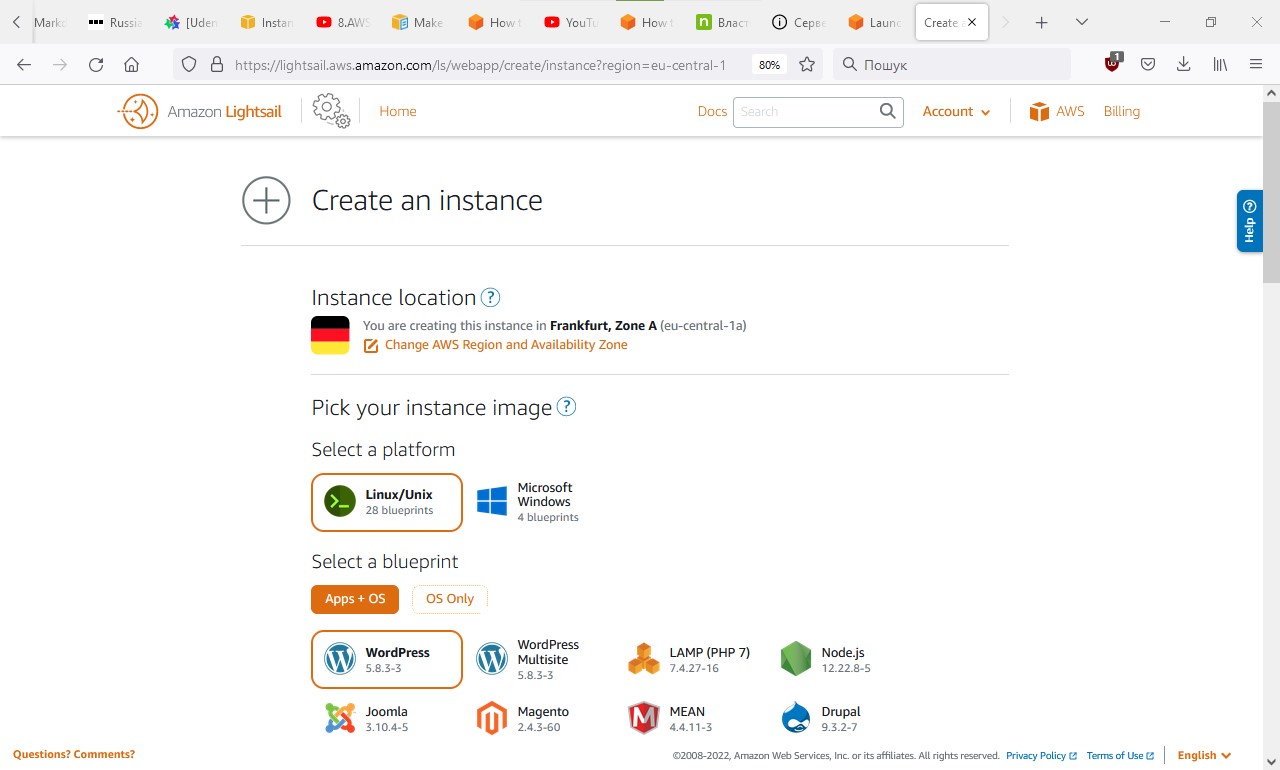 Marko Russia [Uden Instan 8.AWS Make How t YouTu How t Власт Серве Launc Create
https://lightsail.aws.amazon.com/ls/webapp/create/instance?region=eu-central-1 80% 1 Пошук
Amazon Lightsail Home Docs Search Account AWS Billing
Create an instance
Help
Instance location ?
You are creating this instance in Frankfurt, Zone A (eu-central-1a)
Change AWS Region and Availability Zone
Pick your instance image ?
Select a platform
Linux/Unix
28 blueprints
Microsoft
Windows
4 blueprints
Select a blueprint
Apps + OS OS Only
WordPress
5.8.3-3
WordPress
Multisite
5.8.3-3
LAMP (PHP 7)
7.4.27-16
Node.js
12.22.8-5
Joomla
3.10.4-5
Magento
2.4.3-60
MEAN
4.4.11-3
Drupal
9.3.2-7
Questions? Comments? ©2008-2022, Amazon Web Services, Inc. or its affiliates. All rights reserved. Privacy Policy Terms of Use English